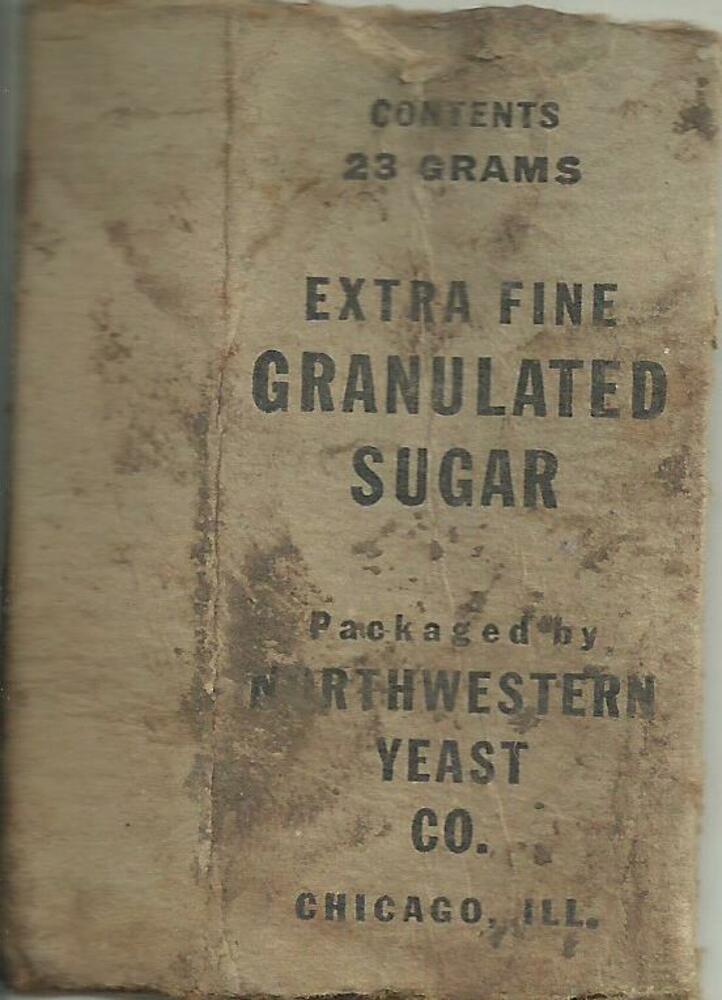 CONTENTS
23 GRAMS
EXTRA FINE
GRANULATED
SUGAR
Packaged by
NORTHWESTERN
YEAST
CO.
CHICAGO, ILL.